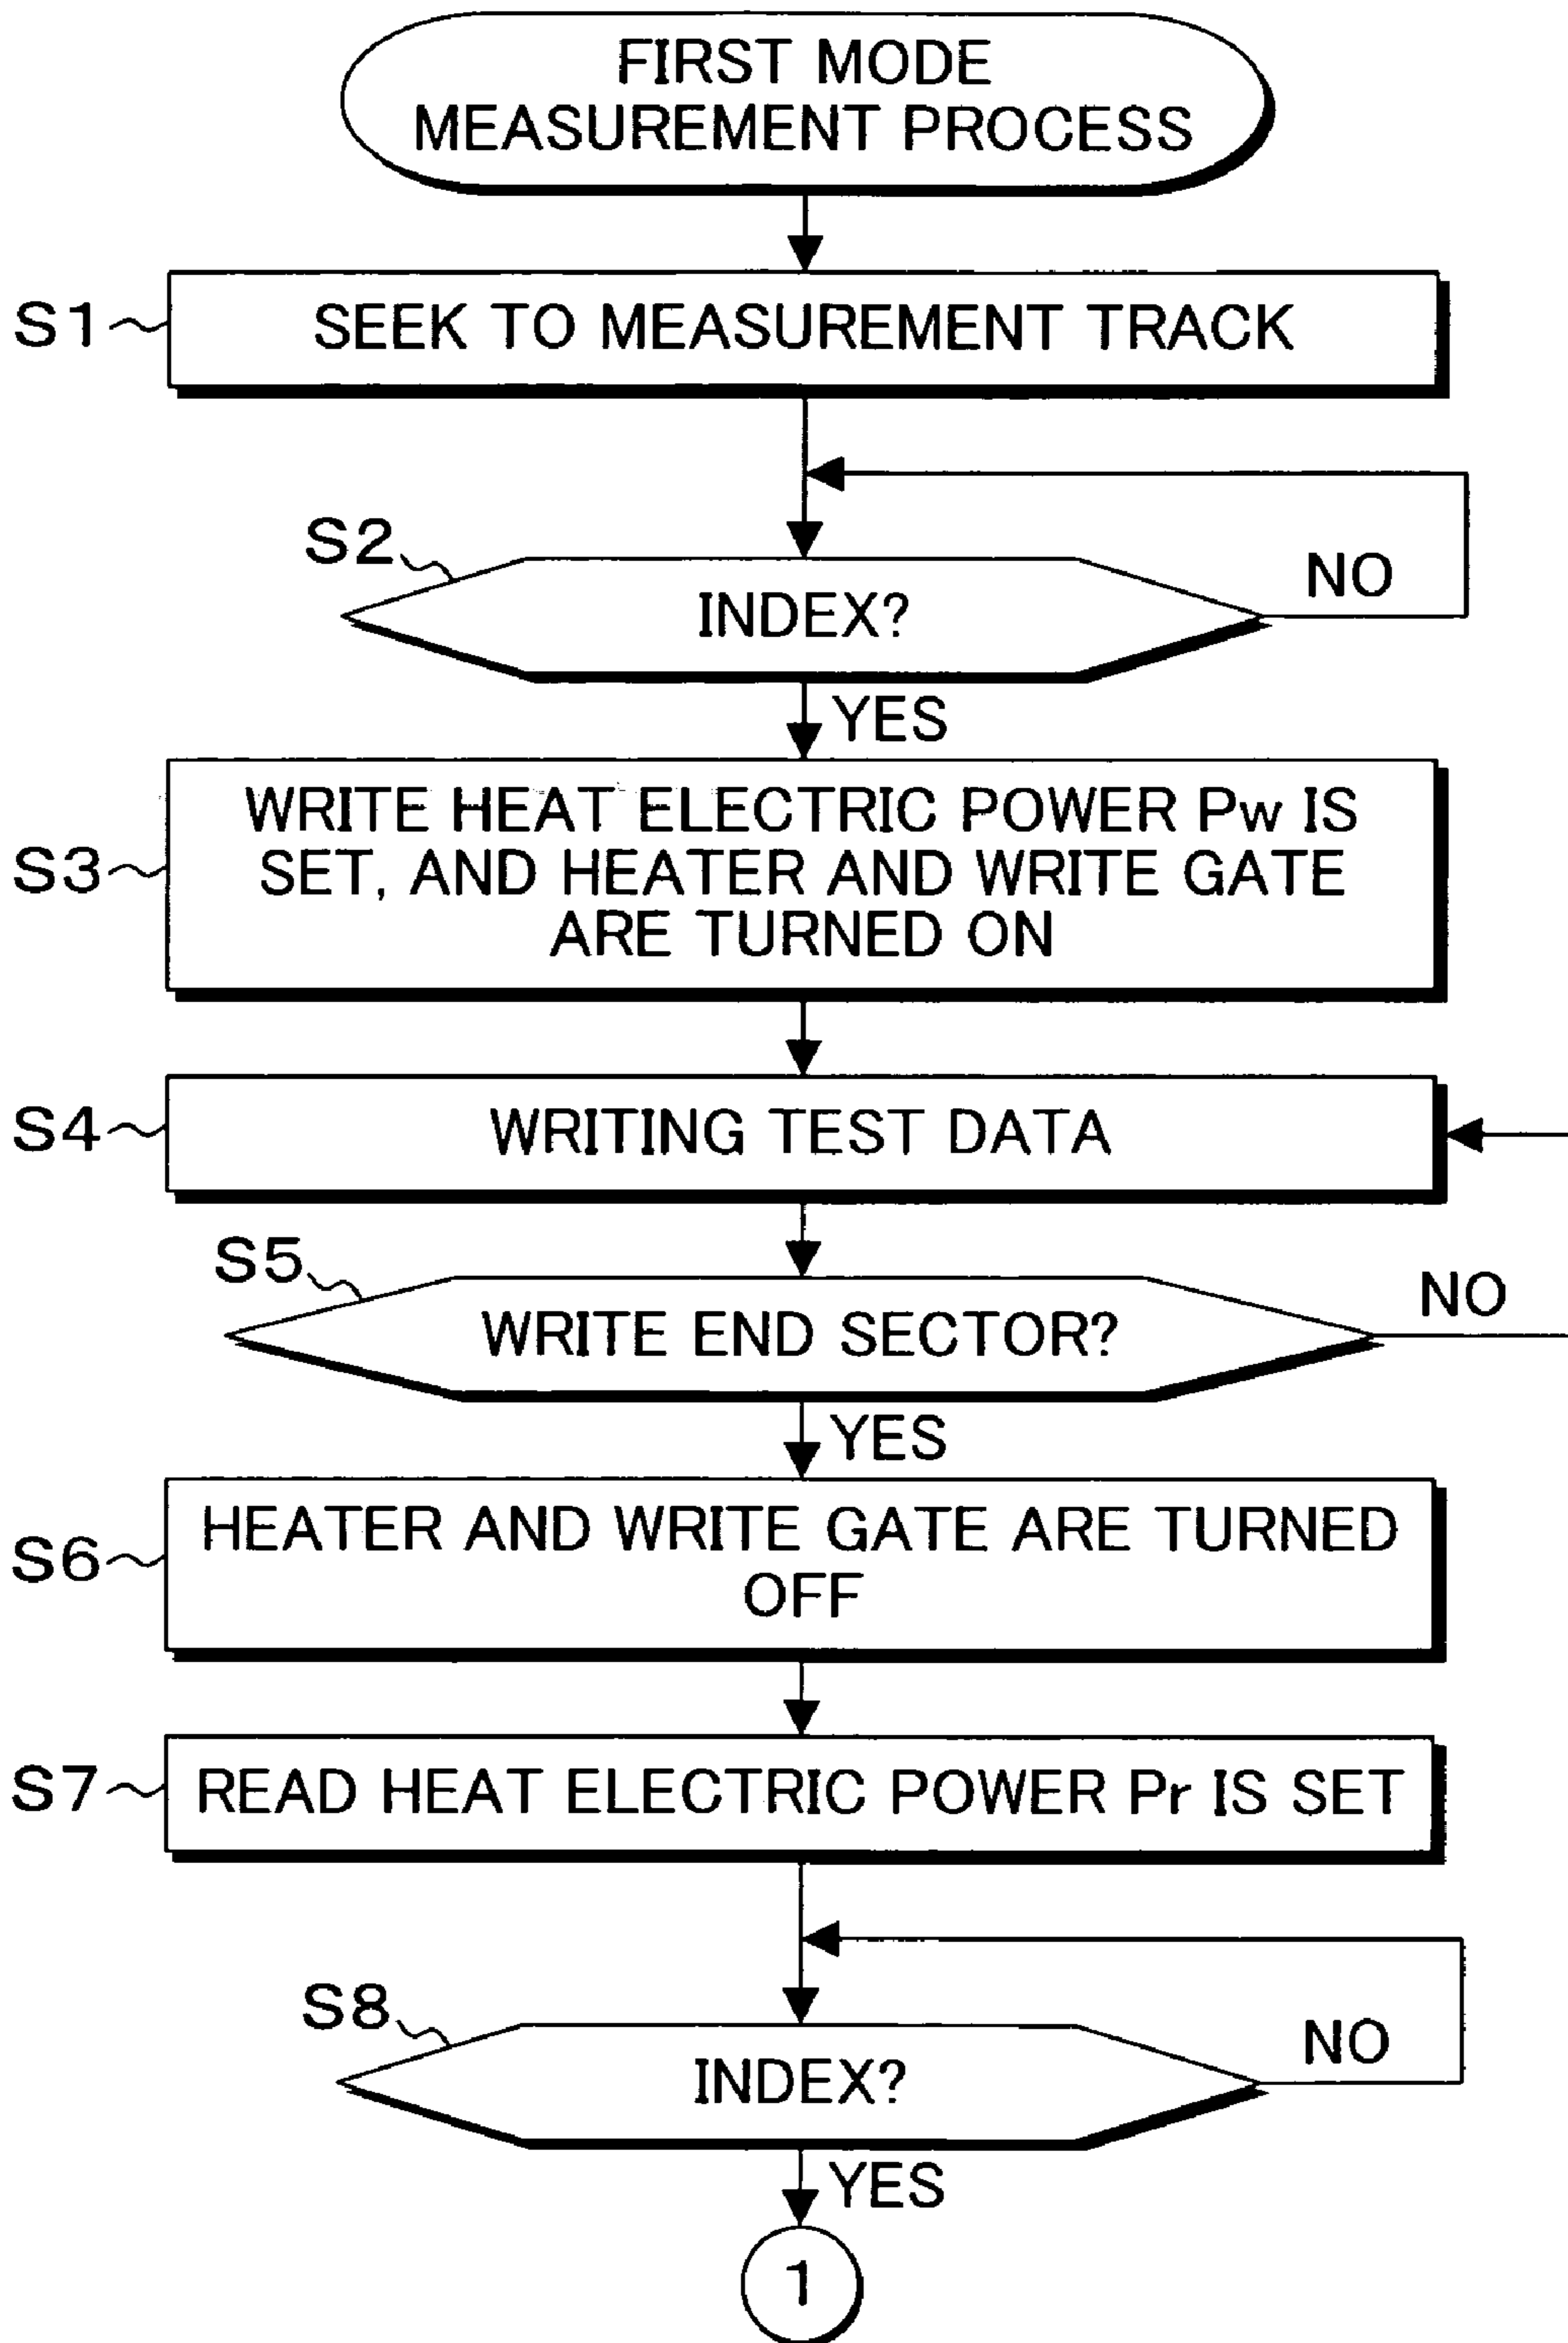 FIRST MODE
MEASUREMENT PROCESS
S1
SEEK TO MEASUREMENT TRACK
S2
INDEX?
NO
YES
S3
WRITE HEAT ELECTRIC POWER Pw IS
SET, AND HEATER AND WRITE GATE
ARE TURNED ON
S4
WRITING TEST DATA
S5
WRITE END SECTOR?
NO
YES
S6
HEATER AND WRITE GATE ARE TURNED
OFF
S7
READ HEAT ELECTRIC POWER Pr IS SET
S8
INDEX?
NO
YES
1